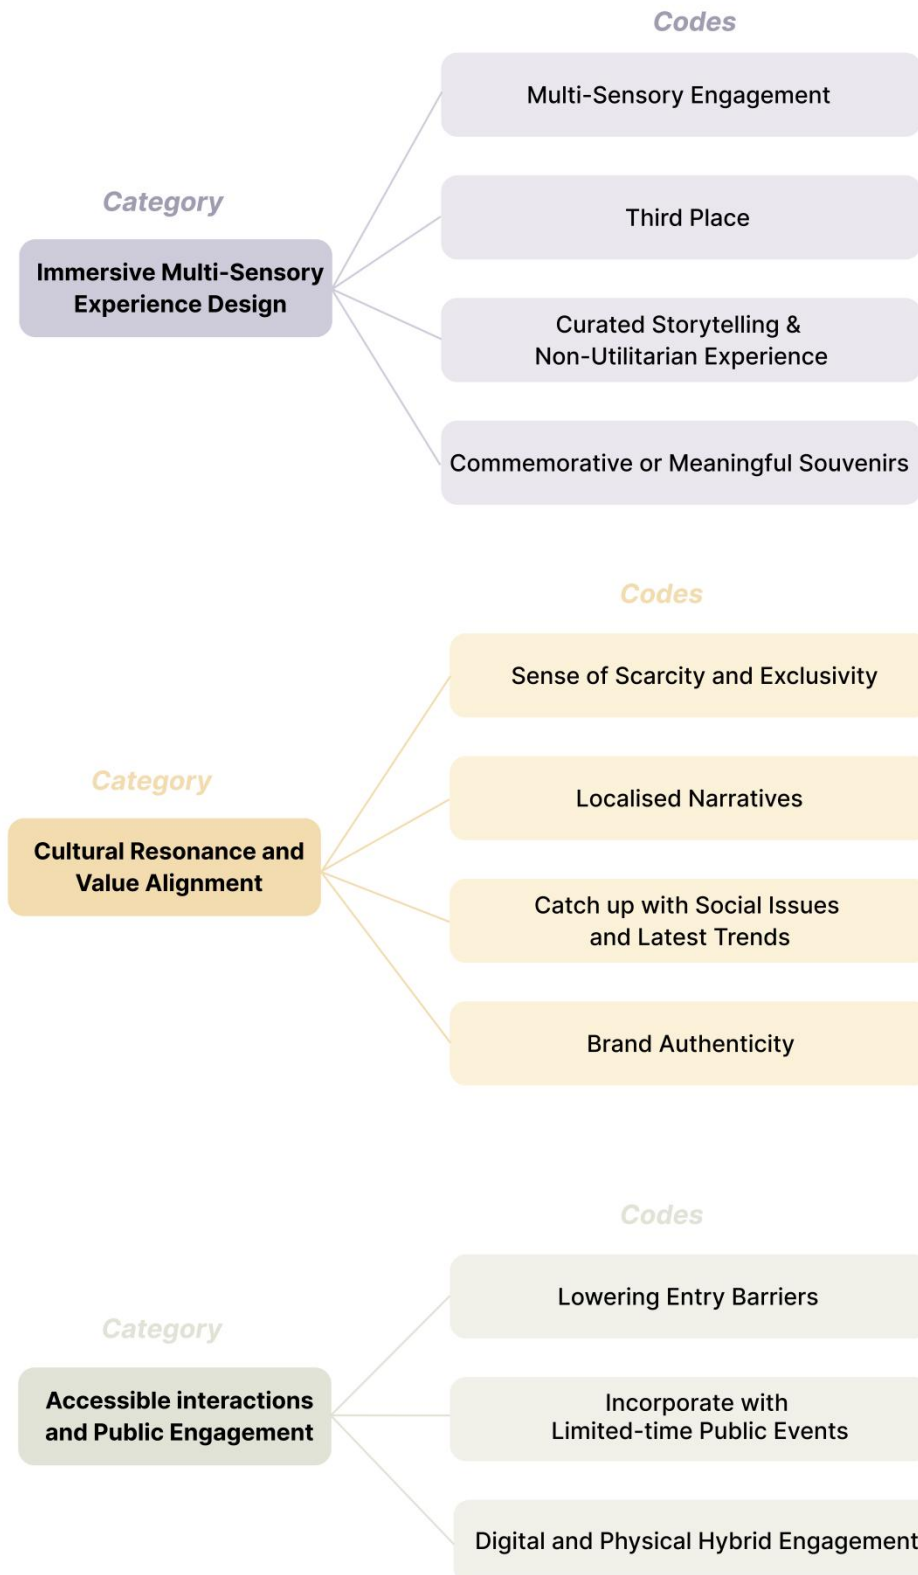 Codes
Multi-Sensory Engagement
Category
Third Place
Immersive Multi-Sensory
Experience Design
Curated Storytelling &
Non-Utilitarian Experience
Commemorative or Meaningful Souvenirs
Codes
Sense of Scarcity and Exclusivity
Category
Localised Narratives
Cultural Resonance and
Value Alignment
Catch up with Social Issues
and Latest Trends
Brand Authenticity
Codes
Lowering Entry Barriers
Category
Accessible interactions
and Public Engagement
Incorporate with
Limited-time Public Events
Digital and Physical Hybrid Engagement